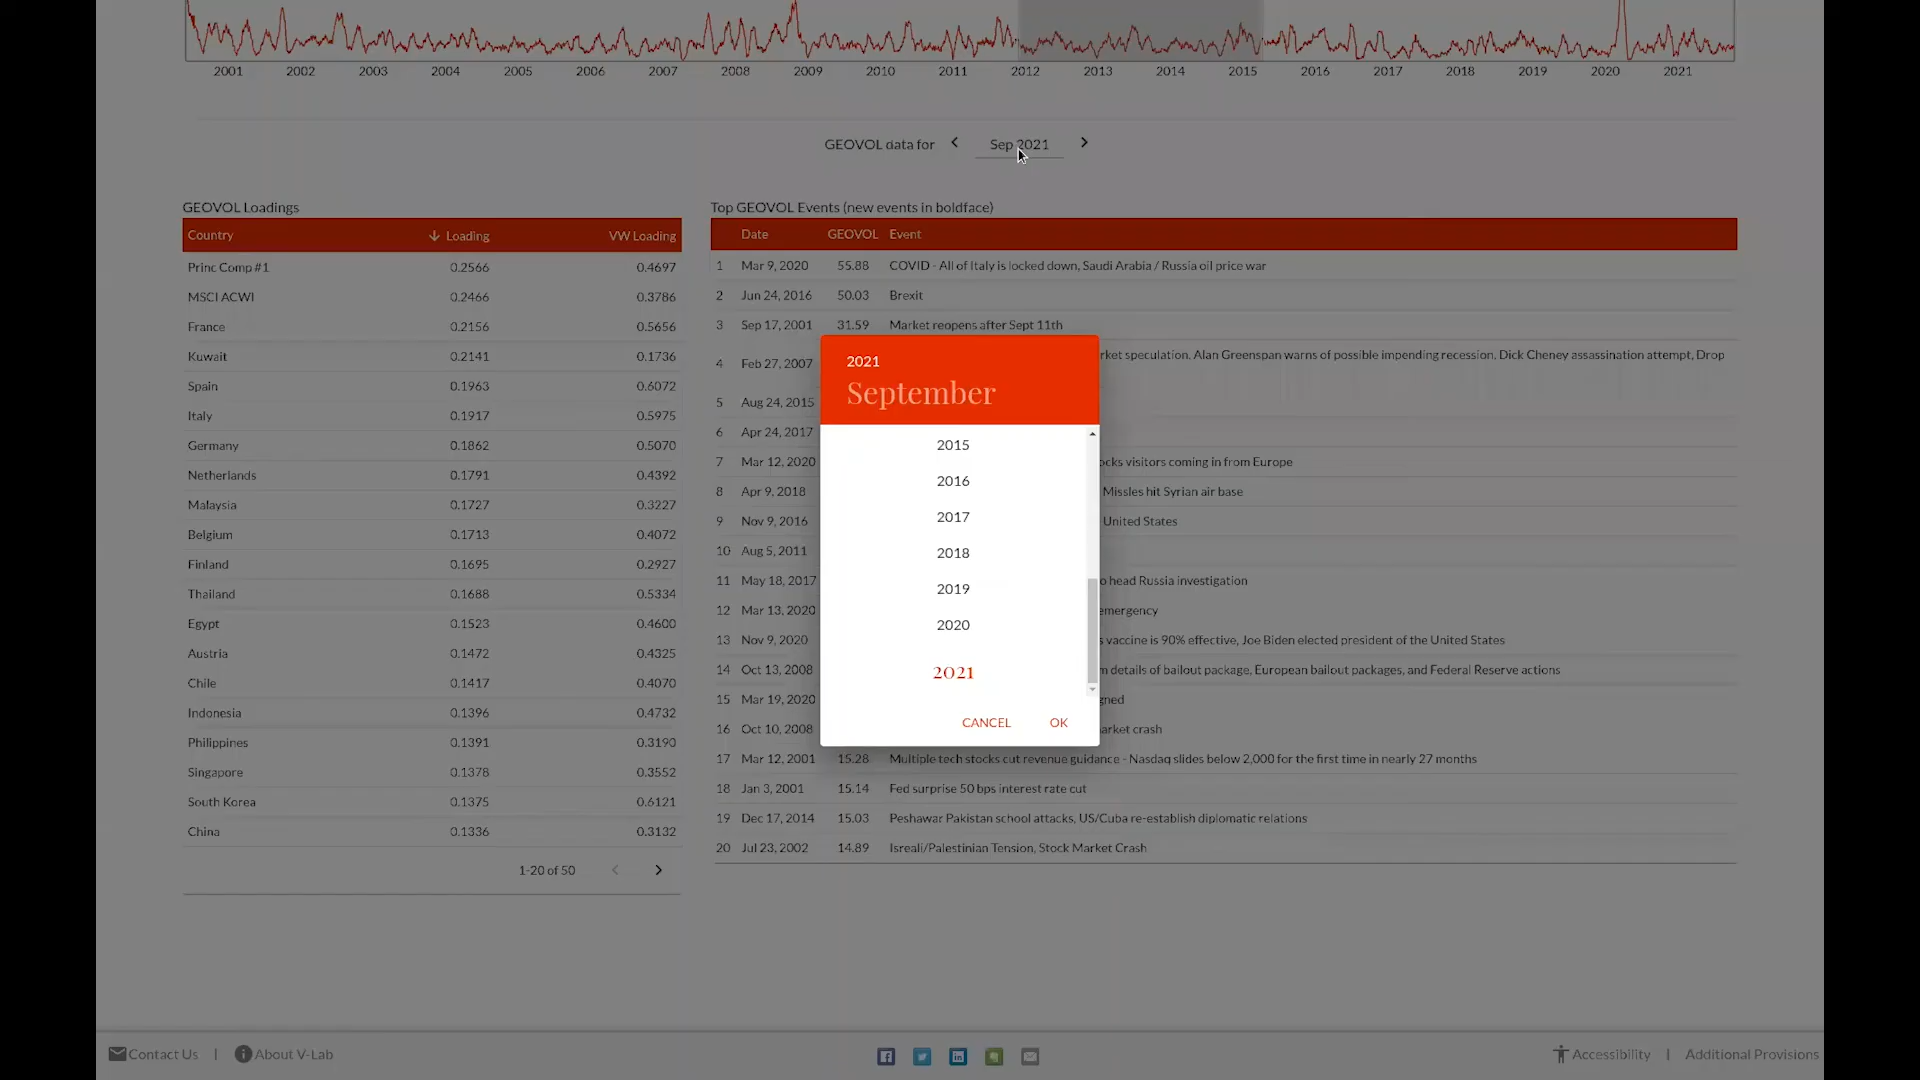 2001 2002 2003 2004 2005 2006 2007 2008 2009 2010 2011 2012 2013 2014 2015 2016 2017 2018 2019 2020 2021
GEOVOL data for Sep 2021
GEOVOL Loadings
Country Loading VW Loading
Princ Comp #1 0.2566 0.4697
MSCI ACWI 0.2466 0.3786
France 0.2156 0.5656
Kuwait 0.2141 0.1736
Spain 0.1963 0.6072
Italy 0.1917 0.5975
Germany 0.1862 0.5070
Netherlands 0.1791 0.4392
Malaysia 0.1727 0.3227
Belgium 0.1713 0.4072
Finland 0.1695 0.2927
Thailand 0.1688 0.5334
Egypt 0.1523 0.4600
Austria 0.1472 0.4325
Chile 0.1417 0.4070
Indonesia 0.1396 0.4732
Philippines 0.1391 0.3190
Singapore 0.1378 0.3552
South Korea 0.1375 0.6121
China 0.1336 0.3132
1-20 of 50
Top GEOVOL Events (new events in boldface)
Date GEOVOL Event
1 Mar 9, 2020 55.88 COVID - All of Italy is locked down, Saudi Arabia / Russia oil price war
2 Jun 24, 2016 50.03 Brexit
3 Sep 17, 2001 31.59 Market reopens after Sept 11th
4 Feb 27, 2007 rket speculation, Alan Greenspan warns of possible impending recession, Dick Cheney assassination attempt, Drop
5 Aug 24, 2015
6 Apr 24, 2017
7 Mar 12, 2020 ocks visitors coming in from Europe
8 Apr 9, 2018 Missles hit Syrian air base
9 Nov 9, 2016 United States
10 Aug 5, 2011
11 May 18, 2017 o head Russia investigation
12 Mar 13, 2020 emergency
13 Nov 9, 2020 s vaccine is 90% effective, Joe Biden elected president of the United States
14 Oct 13, 2008 m details of bailout package, European bailout packages, and Federal Reserve actions
15 Mar 19, 2020 gned
16 Oct 10, 2008 arket crash
17 Mar 12, 2001 15.28 Multiple tech stocks cut revenue guidance - Nasdaq slides below 2,000 for the first time in nearly 27 months
18 Jan 3, 2001 15.14 Fed surprise 50 bps interest rate cut
19 Dec 17, 2014 15.03 Peshawar Pakistan school attacks, US/Cuba re-establish diplomatic relations
20 Jul 23, 2002 14.89 Isreali/Palestinian Tension, Stock Market Crash
2021
September
2015
2016
2017
2018
2019
2020
2021
CANCEL OK
Contact Us | About V-Lab
Accessibility | Additional Provisions